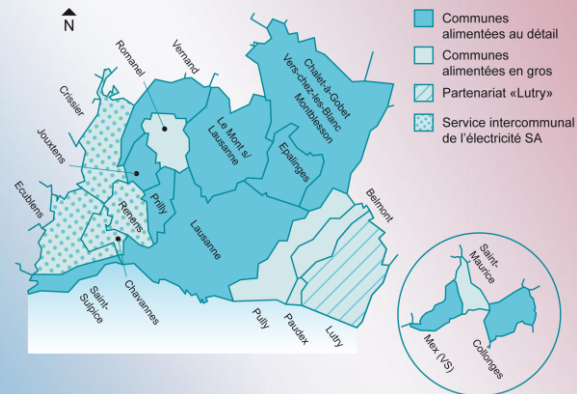 N
Communes
alimentées au détail
Communes
alimentées en gros
Partenariat «Lutry»
Service intercommunal
de l'électricité SA
Romanel
Vernand
Crissier
Jouxtens
Ecublens
Le Mont s/
Lausanne
Chalet-à-Gobet
Vers-chez-les-Blanc
Montblesson
Epalinges
Prilly
Renens
Lausanne
Belmont
Saint-
Sulpice
Chavannes
Pully
Paudex
Lutry
Saint-
Maurice
Mex (VS)
Collonges